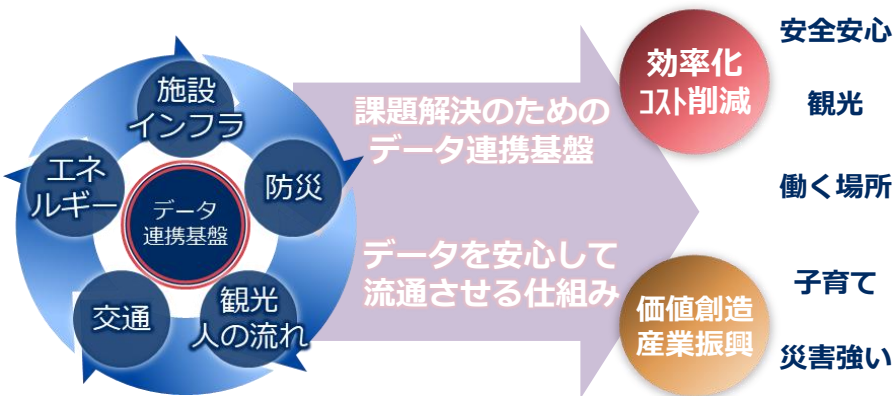 施設
インフラ
エネ
ルギー
防災
データ
連携基盤
交通
観光
人の流れ
課題解決のための
データ連携基盤
データを安心して
流通させる仕組み
効率化
コスト削減
価値創造
産業振興
安全安心
観光
働く場所
子育て
災害強い